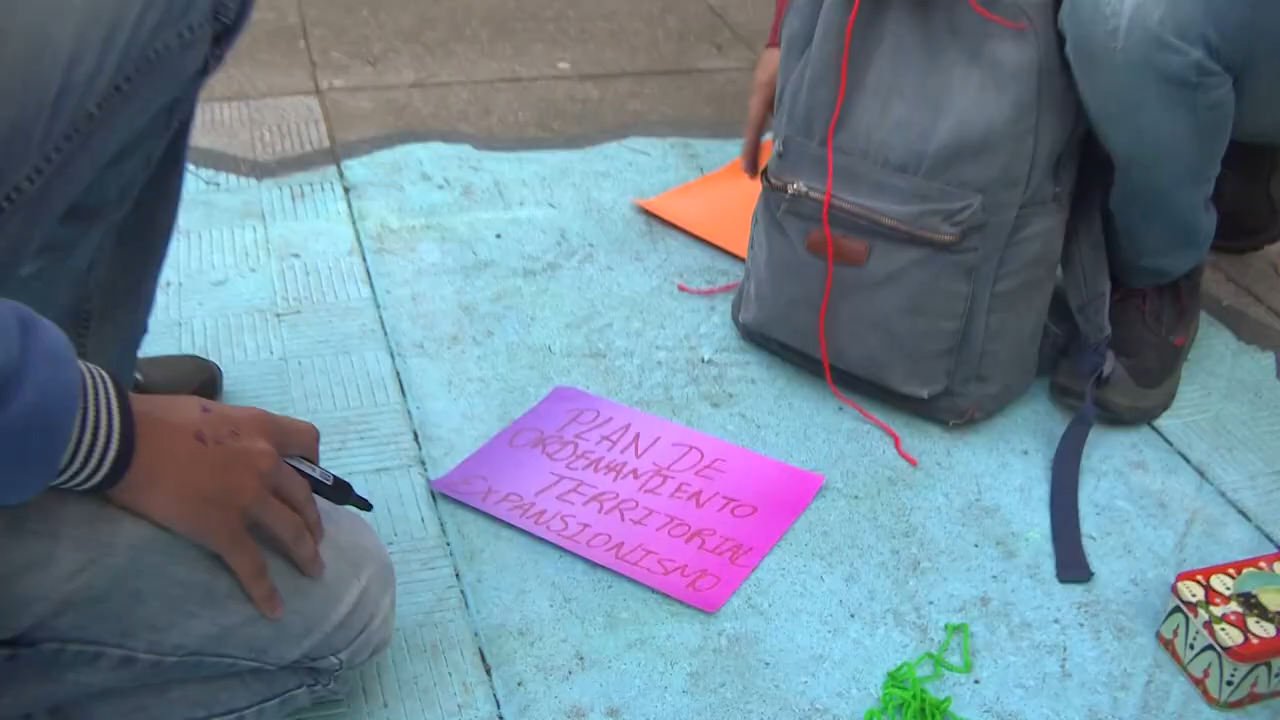 PLAN DE
ORDENAMIENTO
TERRITORIAL
EXPANSIONISMO